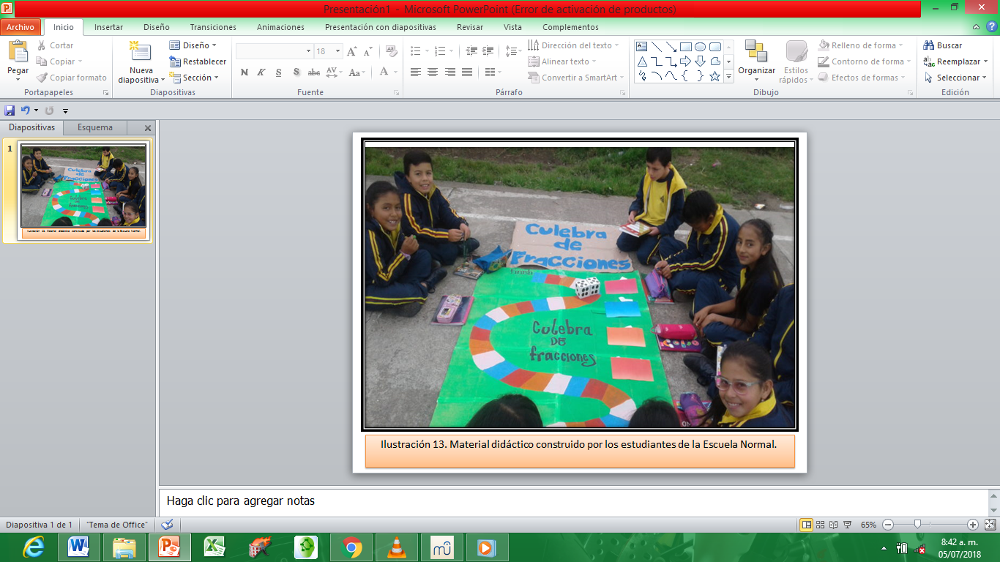 Presentación1 - Microsoft PowerPoint (Error de activación de productos)
Archivo Inicio Insertar Diseño Transiciones Animaciones Presentación con diapositivas Revisar Vista Complementos
Pegar
Cortar
Copiar
Copiar formato
Portapapeles
Nueva diapositiva
Diseño
Restablecer
Sección
Diapositivas
18
N K S S abc AV Aa A
Fuente
Dirección del texto
Alinear texto
Convertir a SmartArt
Párrafo
Organizar
Estilos rápidos
Relleno de forma
Contorno de forma
Efectos de formas
Dibujo
Buscar
Reemplazar
Seleccionar
Edición
Diapositivas Esquema
1
Culebra
de
Fracciones
Finish
Culebra
DE
fracciones
Ilustración 13. Material didáctico construido por los estudiantes de la Escuela Normal.
Haga clic para agregar notas
Diapositiva 1 de 1 "Tema de Office" 65%
8:42 a. m.
05/07/2018